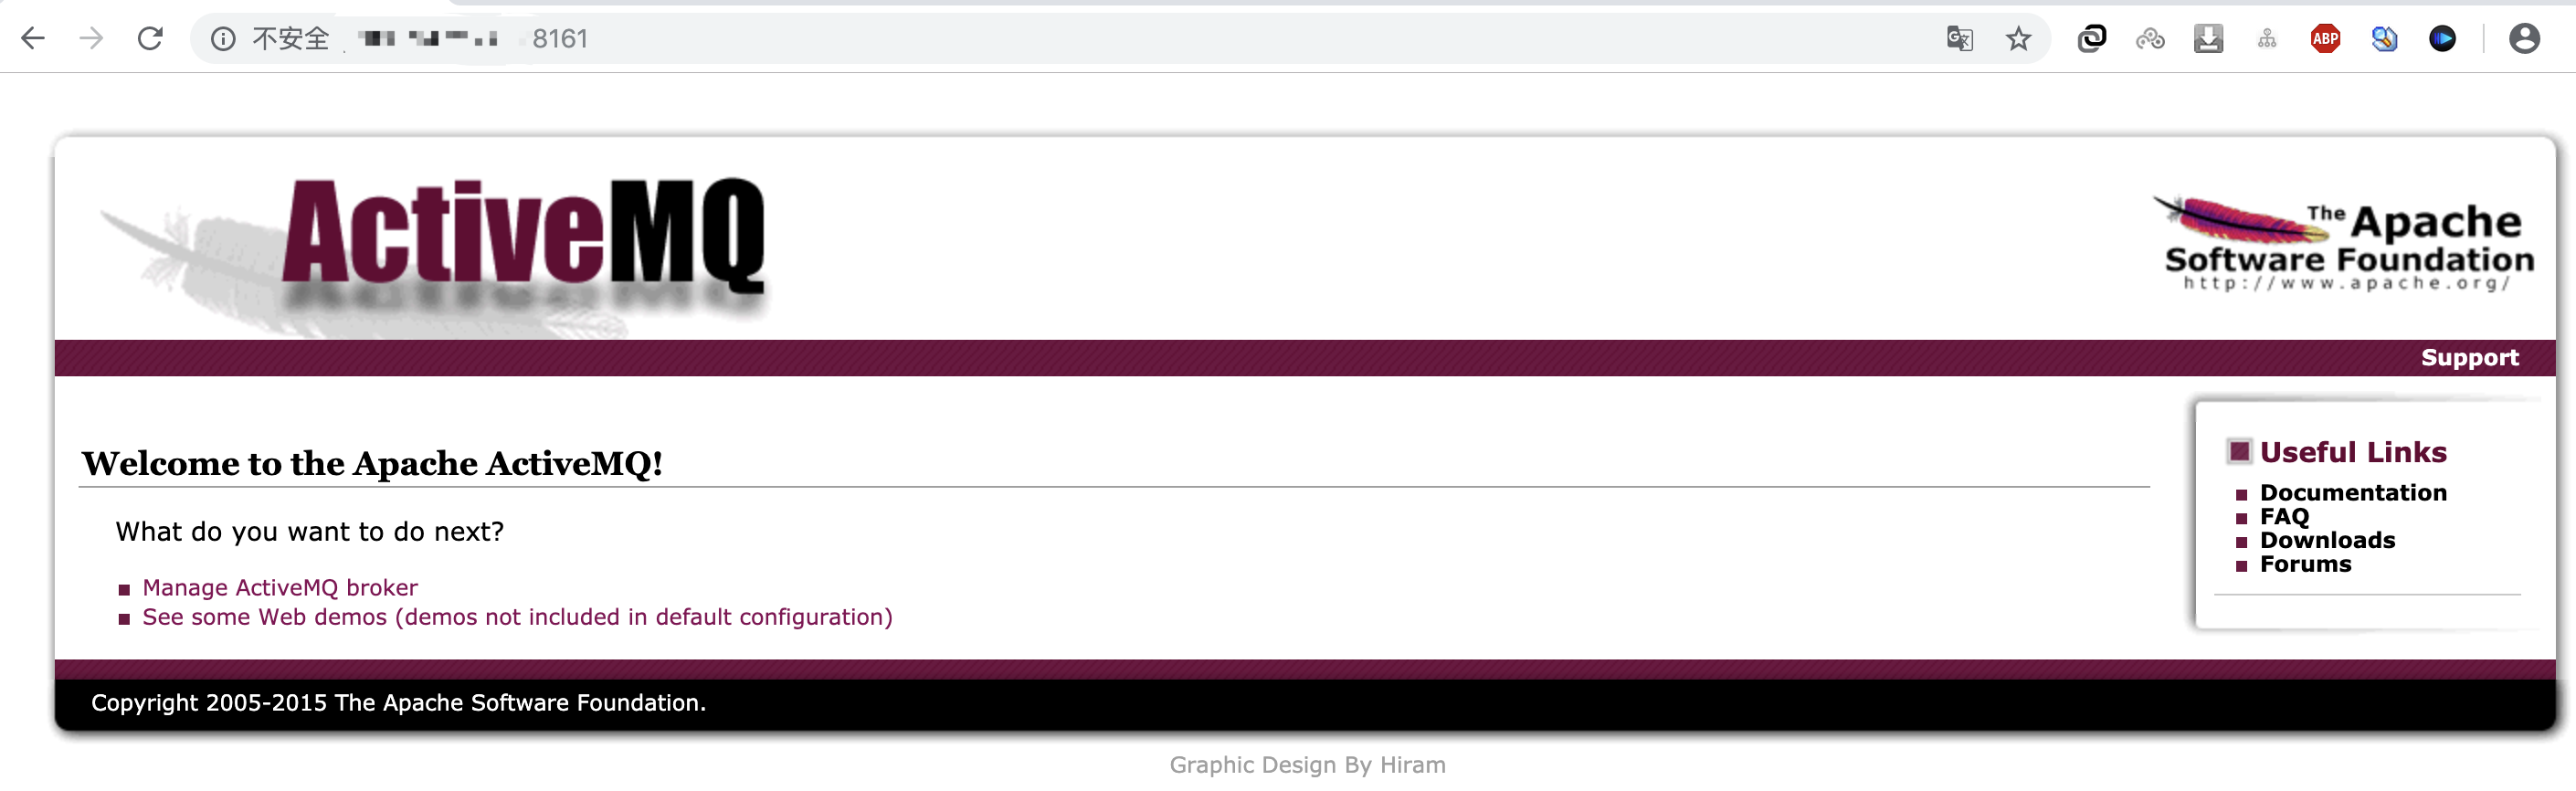 不安全 8161
ABP
ActiveMQ
The Apache
Software Foundation
http://www.apache.org/
Support
Welcome to the Apache ActiveMQ!
Useful Links
Documentation
FAQ
Downloads
Forums
What do you want to do next?
Manage ActiveMQ broker
See some Web demos (demos not included in default configuration)
Copyright 2005-2015 The Apache Software Foundation.
Graphic Design By Hiram